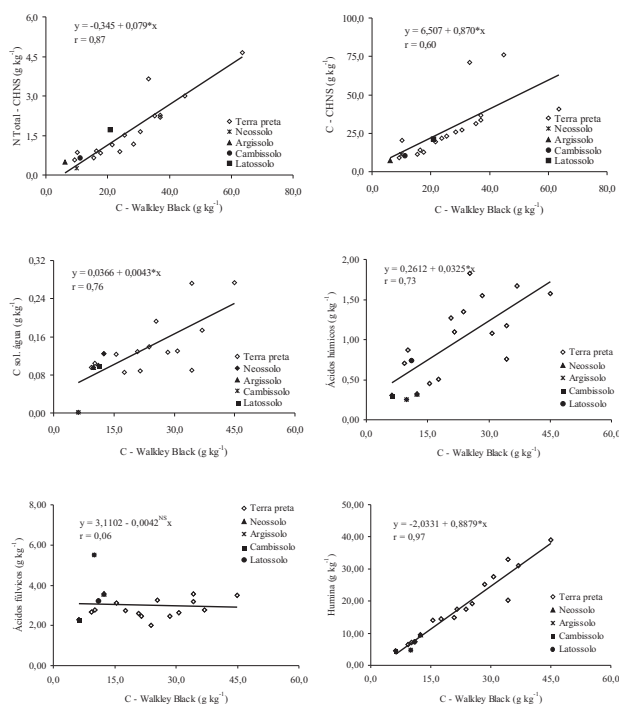 y = -0,345 + 0,079*x
r = 0,87
N Total - CHNS (g kg-1)
6,0
4,5
3,0
1,5
0,0
0,0 20,0 40,0 60,0 80,0
C - Walkley Black (g kg-1)
Terra preta
Neossolo
Argissolo
Cambissolo
Latossolo
y = 6,507 + 0,870*x
r = 0,60
C - CHNS (g kg-1)
100,0
75,0
50,0
25,0
0,0
0,0 20,0 40,0 60,0 80,0
C - Walkley Black (g kg-1)
Terra preta
Neossolo
Argissolo
Cambissolo
Latossolo
y = 0,0366 + 0,0043*x
r = 0,76
C sol. água (g kg-1)
0,32
0,24
0,16
0,08
0,00
0,0 15,0 30,0 45,0 60,0
C - Walkley Black (g kg-1)
Terra preta
Neossolo
Argissolo
Cambissolo
Latossolo
y = 0,2612 + 0,0325*x
r = 0,73
Ácidos húmicos (g kg-1)
2,00
1,50
1,00
0,50
0,00
0,0 15,0 30,0 45,0 60,0
C - Walkley Black (g kg-1)
Terra preta
Neossolo
Argissolo
Cambissolo
Latossolo
y = 3,1102 - 0,0042NSx
r = 0,06
Ácidos fúlvicos (g kg-1)
8,00
6,00
4,00
2,00
0,00
0,0 15,0 30,0 45,0 60,0
C - Walkley Black (g kg-1)
Terra preta
Neossolo
Argissolo
Cambissolo
Latossolo
y = -2,0331 + 0,8879*x
r = 0,97
Humina (g kg-1)
50,00
40,00
30,00
20,00
10,00
0,00
0,0 15,0 30,0 45,0 60,0
C - Walkley Black (g kg-1)
Terra preta
Neossolo
Argissolo
Cambissolo
Latossolo